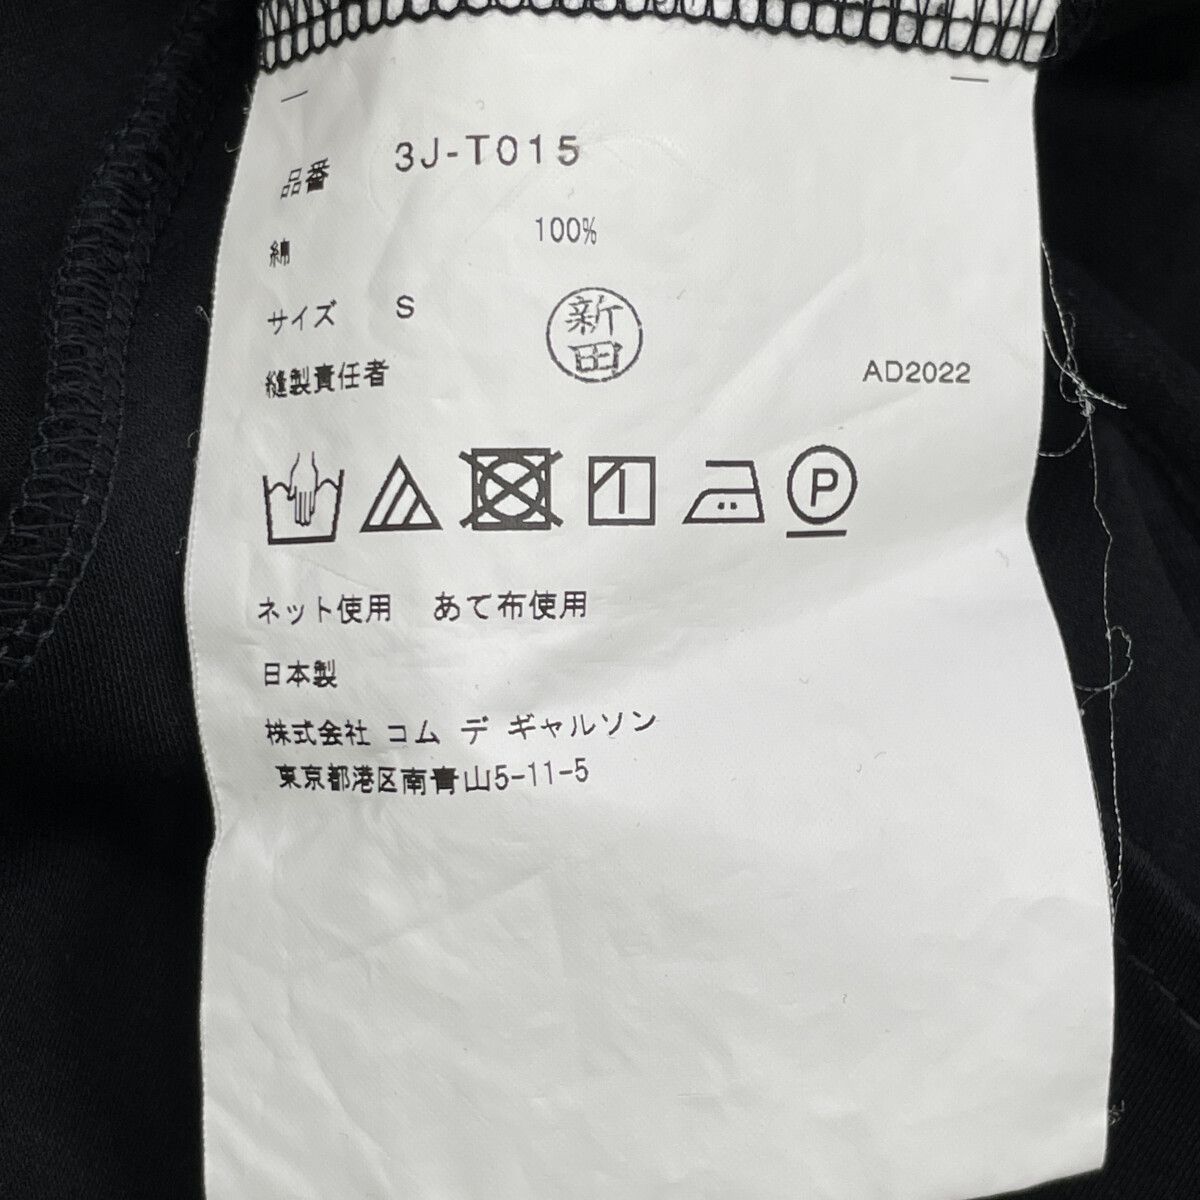 品番 3J-T015
綿 100%
サイズ S
新田
縫製責任者
AD2022
P
ネット使用 あて布使用
日本製
株式会社 コム デ ギャルソン
東京都港区南青山5-11-5